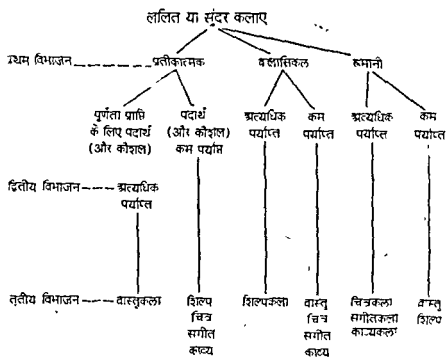 ललित या सुंदर कलाए
प्रथम विभाजन प्रतीकात्मक क्लासिकल रूमानी
पूर्णता प्राप्ति पदार्थ अत्यधिक कम अत्यधिक कम
के लिए पदार्थ (और कौशल) पर्याप्त पर्याप्त पर्याप्त पर्याप्त
(और कौशल) कम पर्याप्त
द्वितीय विभाजन अत्यधिक
पर्याप्त
तृतीय विभाजन वास्तुकला शिल्प शिल्पकला वास्तु चित्रकला वास्तु
चित्र चित्र संगीतकला शिल्प
संगीत संगीत काव्यकला
काव्य काव्य